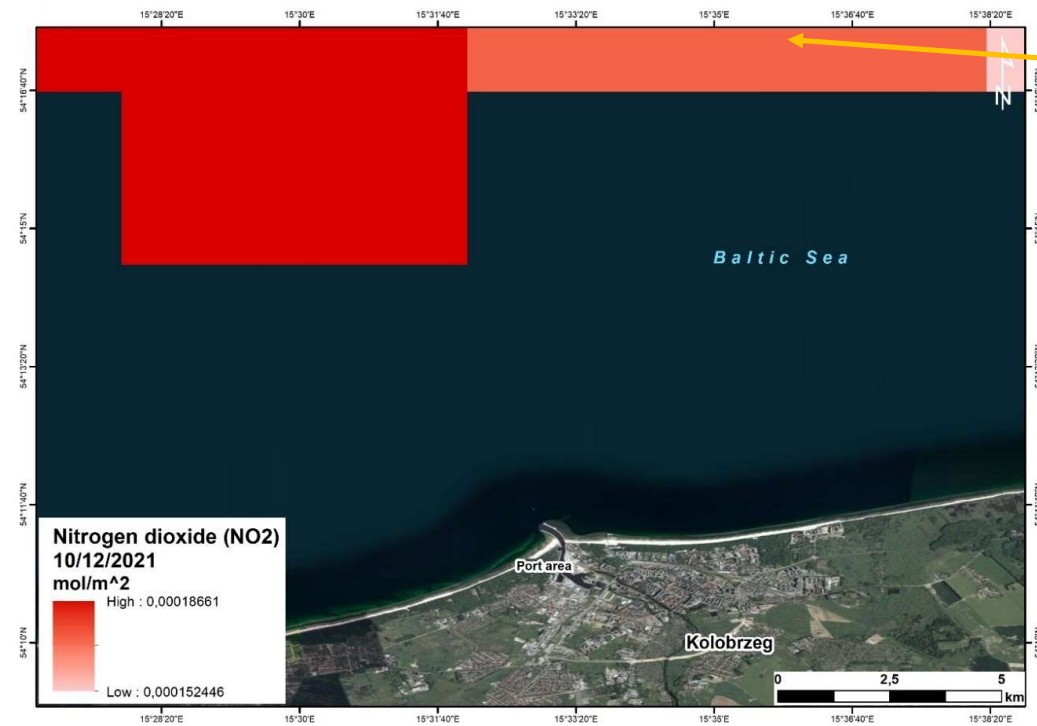 15°28'20"E 15°30'E 15°31'40"E 15°33'20"E 15°35'E 15°36'40"E 15°38'20"E
54°16'40"N
N
54°15'N
Baltic Sea
54°13'20"N
54°11'40"N
Nitrogen dioxide (NO2)
10/12/2021
mol/m^2
High : 0,00018661
Low : 0,000152446
Port area
54°10'N
Kolobrzeg
0 2,5 5
km
15°28'20"E 15°30'E 15°31'40"E 15°33'20"E 15°35'E 15°36'40"E 15°38'20"E